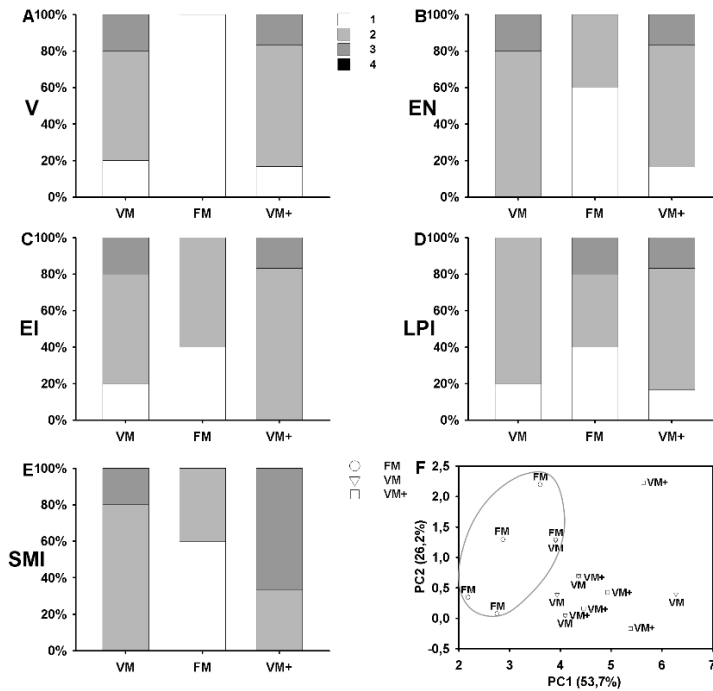 A
100%
80%
60%
40%
20%
0%
V
VM FM VM+
1
2
3
4
B
100%
80%
60%
40%
20%
0%
EN
VM FM VM+
C
100%
80%
60%
40%
20%
0%
EI
VM FM VM+
D
100%
80%
60%
40%
20%
0%
LPI
VM FM VM+
E
100%
80%
60%
40%
20%
0%
SMI
VM FM VM+
FM
VM
VM+
F
2,5
2,0
1,5
1,0
0,5
0,0
-0,5
PC2 (26,2%)
FM
VM+
FM
FM
VM
VM+
VM
FM
FM
VM
VM+
VM
VM+
VM+
VM
VM+
2 3 4 5 6 7
PC1 (53,7%)